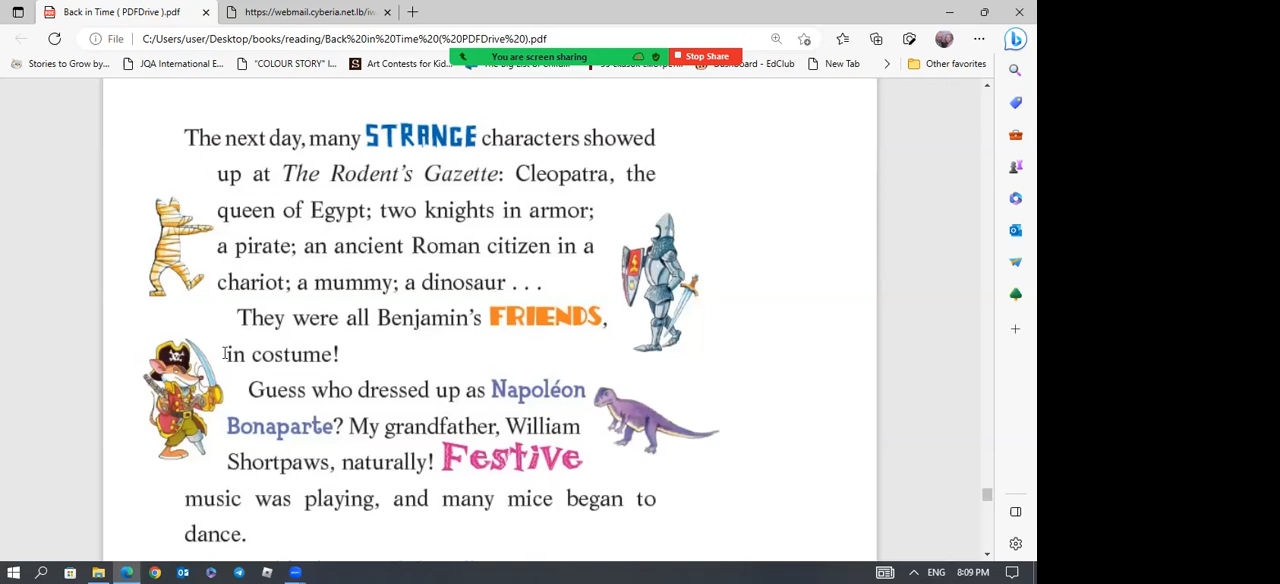 Back in Time ( PDFDrive ).pdf
https://webmail.cyberia.net.lb/iw
File
C:/Users/user/Desktop/books/reading/Back%20in%20Time%20(%20PDFDrive%20).pdf
You are screen sharing
Stop Share
Stories to Grow by...
JQA International E...
"COLOUR STORY" I...
Art Contests for Kid...
Dashboard - EdClub
New Tab
Other favorites
The next day, many STRANGE characters showed
up at The Rodent's Gazette: Cleopatra, the
queen of Egypt; two knights in armor;
a pirate; an ancient Roman citizen in a
chariot; a mummy; a dinosaur . . .
They were all Benjamin's FRIENDS,
in costume!
Guess who dressed up as Napoléon
Bonaparte? My grandfather, William
Shortpaws, naturally! Festive
music was playing, and many mice began to
dance.
ENG
8:09 PM